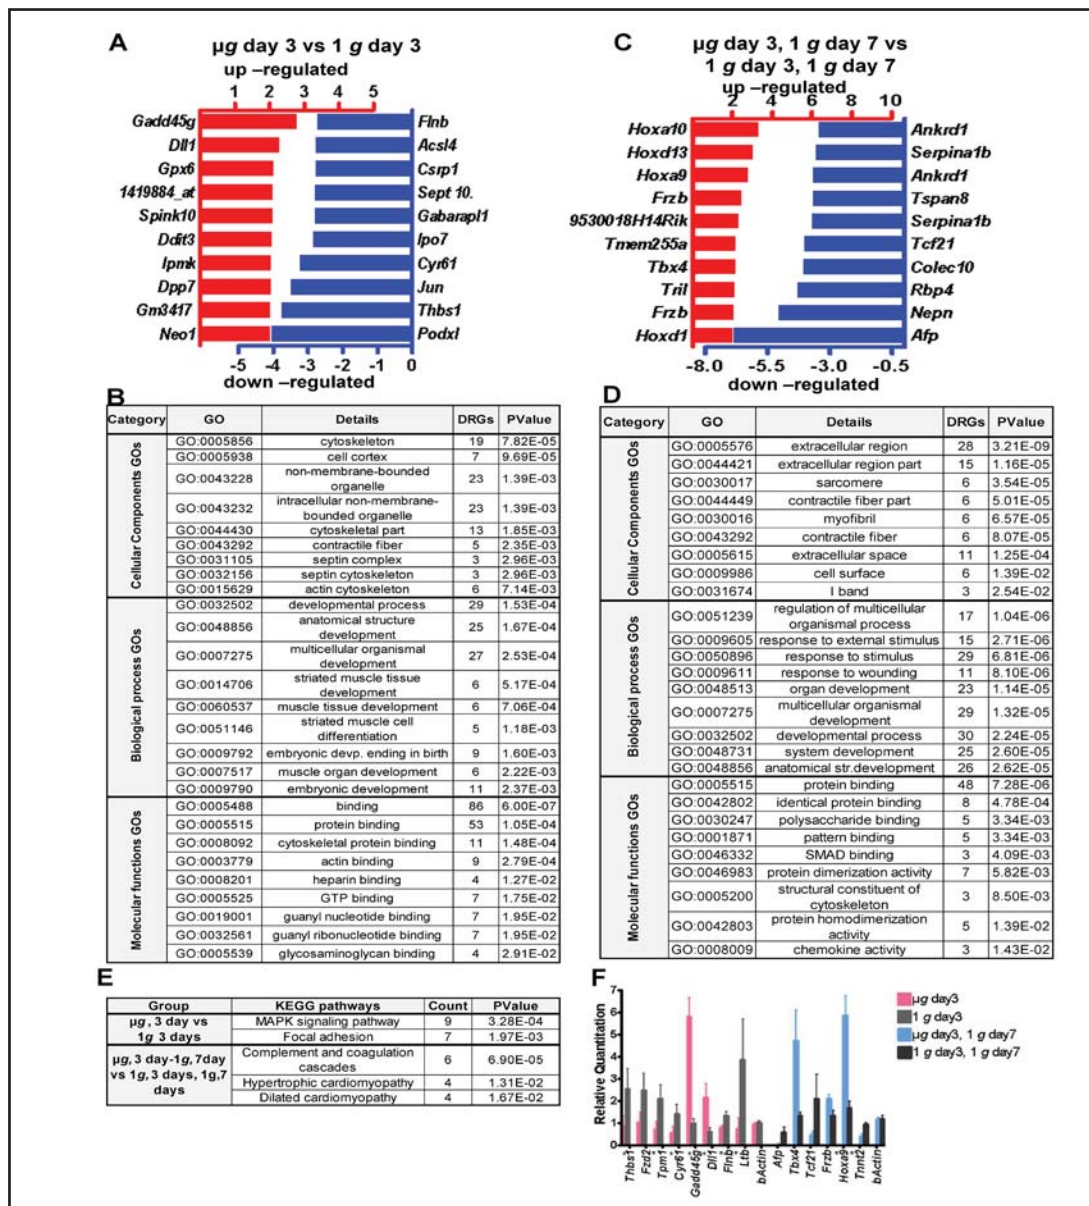 A
µg day 3 vs 1 g day 3
up –regulated
1 2 3 4 5
Gadd45g Flnb
Dll1 Acsl4
Gpx6 Csrp1
1419884_at Sept 10.
Spink10 Gabarapl1
Ddit3 Ipo7
Ipmk Cyr61
Dpp7 Jun
Gm3417 Thbs1
Neo1 Podxl
-5 -4 -3 -2 -1 0
down –regulated
C
µg day 3, 1 g day 7 vs
1 g day 3, 1 g day 7
up –regulated
2 4 6 8 10
Hoxa10 Ankrd1
Hoxd13 Serpina1b
Hoxa9 Ankrd1
Frzb Tspan8
9530018H14Rik Serpina1b
Tmem255a Tcf21
Tbx4 Colec10
Tril Rbp4
Frzb Nepn
Hoxd1 Afp
-8.0 -5.5 -3.0 -0.5
down –regulated
B
Category GO Details DRGs PValue
Cellular Components GOs
GO:0005856 cytoskeleton 19 7.82E-05
GO:0005938 cell cortex 7 9.69E-05
GO:0043228 non-membrane-bounded organelle 23 1.39E-03
GO:0043232 intracellular non-membrane-bounded organelle 23 1.39E-03
GO:0044430 cytoskeletal part 13 1.85E-03
GO:0043292 contractile fiber 5 2.35E-03
GO:0031105 septin complex 3 2.96E-03
GO:0032156 septin cytoskeleton 3 2.96E-03
GO:0015629 actin cytoskeleton 6 7.14E-03
Biological process GOs
GO:0032502 developmental process 29 1.53E-04
GO:0048856 anatomical structure development 25 1.67E-04
GO:0007275 multicellular organismal development 27 2.53E-04
GO:0014706 striated muscle tissue development 6 5.17E-04
GO:0060537 muscle tissue development 6 7.06E-04
GO:0051146 striated muscle cell differentiation 5 1.18E-03
GO:0009792 embryonic devp. ending in birth 9 1.60E-03
GO:0007517 muscle organ development 6 2.22E-03
GO:0009790 embryonic development 11 2.37E-03
Molecular functions GOs
GO:0005488 binding 86 6.00E-07
GO:0005515 protein binding 53 1.05E-04
GO:0008092 cytoskeletal protein binding 11 1.48E-04
GO:0003779 actin binding 9 2.79E-04
GO:0008201 heparin binding 4 1.27E-02
GO:0005525 GTP binding 7 1.75E-02
GO:0019001 guanyl nucleotide binding 7 1.95E-02
GO:0032561 guanyl ribonucleotide binding 7 1.95E-02
GO:0005539 glycosaminoglycan binding 4 2.91E-02
D
Category GO Details DRGs PValue
Cellular Components GOs
GO:0005576 extracellular region 28 3.21E-09
GO:0044421 extracellular region part 15 1.16E-05
GO:0030017 sarcomere 6 3.54E-05
GO:0044449 contractile fiber part 6 5.01E-05
GO:0030016 myofibril 6 6.57E-05
GO:0043292 contractile fiber 6 8.07E-05
GO:0005615 extracellular space 11 1.25E-04
GO:0009986 cell surface 6 1.39E-02
GO:0031674 I band 3 2.54E-02
Biological process GOs
GO:0051239 regulation of multicellular organismal process 17 1.04E-06
GO:0009605 response to external stimulus 15 2.71E-06
GO:0050896 response to stimulus 29 6.81E-06
GO:0009611 response to wounding 11 8.10E-06
GO:0048513 organ development 23 1.14E-05
GO:0007275 multicellular organismal development 29 1.32E-05
GO:0032502 developmental process 30 2.24E-05
GO:0048731 system development 25 2.60E-05
GO:0048856 anatomical str.development 26 2.62E-05
Molecular functions GOs
GO:0005515 protein binding 48 7.28E-06
GO:0042802 identical protein binding 8 4.78E-04
GO:0030247 polysaccharide binding 5 3.34E-03
GO:0001871 pattern binding 5 3.34E-03
GO:0046332 SMAD binding 3 4.09E-03
GO:0046983 protein dimerization activity 7 5.82E-03
GO:0005200 structural constituent of cytoskeleton 3 8.50E-03
GO:0042803 protein homodimerization activity 5 1.39E-02
GO:0008009 chemokine activity 3 1.43E-02
E
Group KEGG pathways Count PValue
µg, 3 day vs 1g 3 days
MAPK signaling pathway 9 3.28E-04
Focal adhesion 7 1.97E-03
µg, 3 day-1g, 7day vs 1g, 3 days, 1g,7 days
Complement and coagulation cascades 6 6.90E-05
Hypertrophic cardiomyopathy 4 1.31E-02
Dilated cardiomyopathy 4 1.67E-02
F
Relative Quantitation
7
6
5
4
3
2
1
0
µg day3
1 g day3
µg day3, 1 g day7
1 g day3, 1 g day7
Thbs1 Fzd2 Tpm1 Cyr61 Gadd45g Dll1 Flnb Ltb bActin Afp Tbx4 Tcf21 Frzb Hoxa9 Tnnt2 bActin